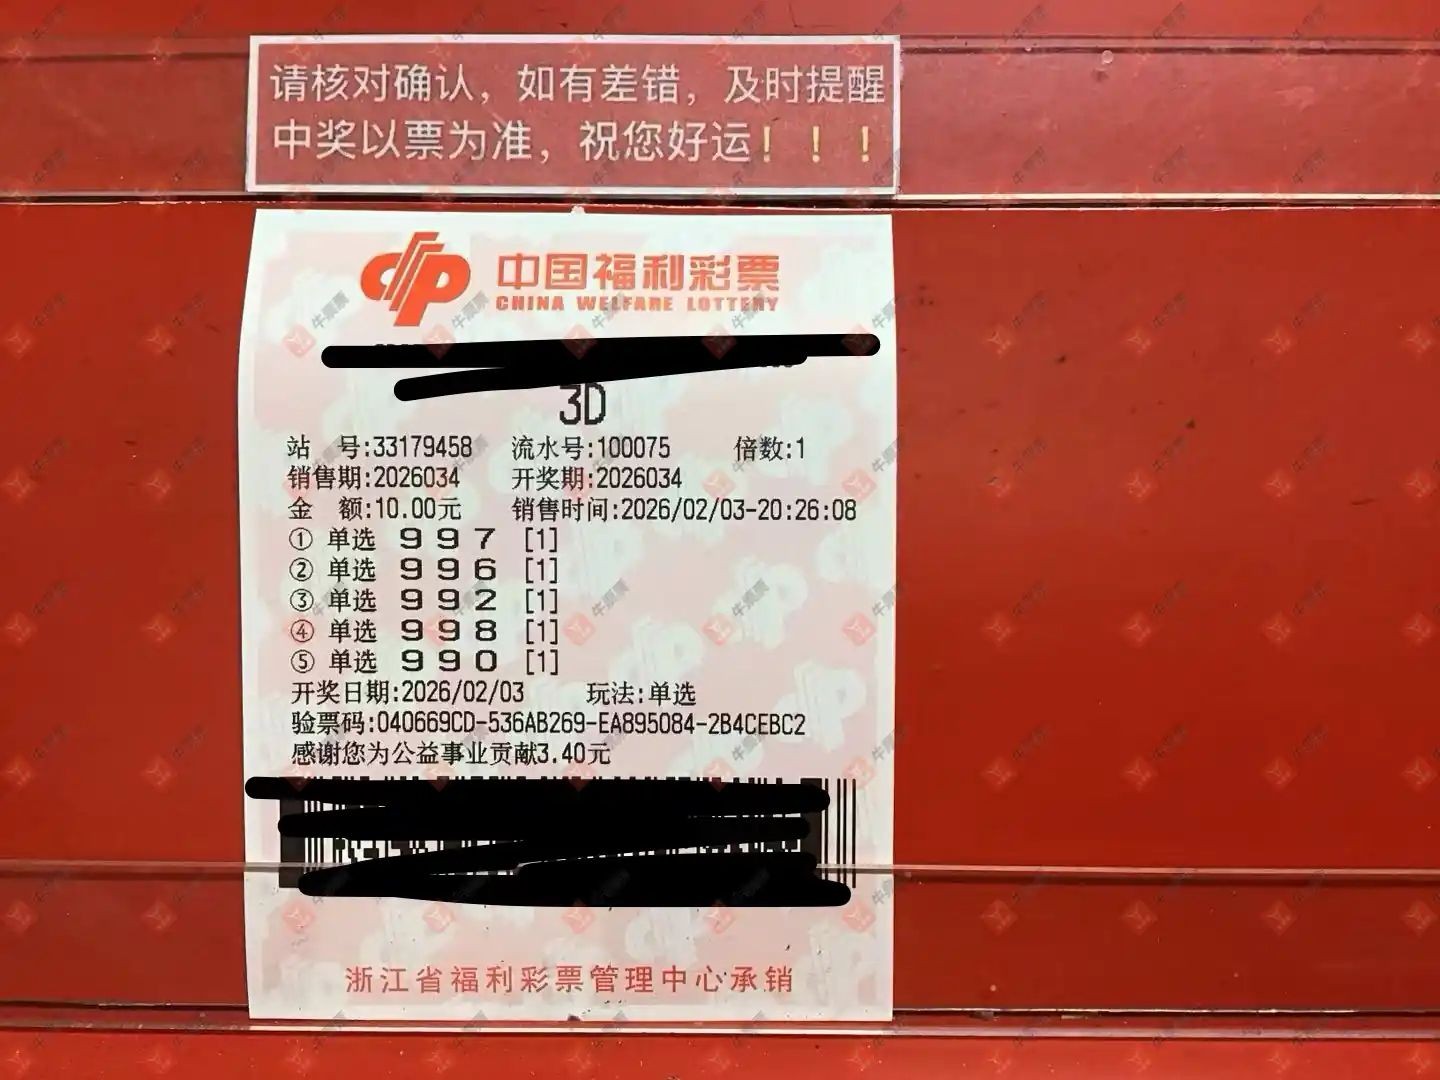 请核对确认，如有差错，及时提醒
中奖以票为准，祝您好运！！！
中国福利彩票
CHINA WELFARE LOTTERY
3D
站 号:33179458 流水号:100075 倍数:1
销售期:2026034 开奖期:2026034
金 额:10.00元 销售时间:2026/02/03-20:26:08
① 单选 9 9 7 [1]
② 单选 9 9 6 [1]
③ 单选 9 9 2 [1]
④ 单选 9 9 8 [1]
⑤ 单选 9 9 0 [1]
开奖日期:2026/02/03 玩法:单选
验票码:040669CD-536AB269-EA895084-2B4CEBC2
感谢您为公益事业贡献3.40元
浙江省福利彩票管理中心承销